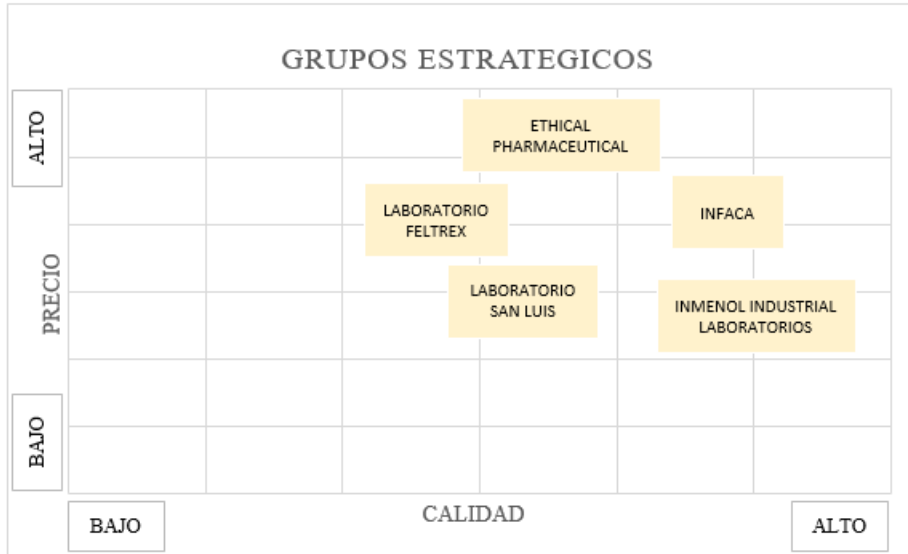 GRUPOS ESTRATEGICOS
ALTO
ETHICAL
PHARMACEUTICAL
LABORATORIO
FELTREX
INFACA
PRECIO
LABORATORIO
SAN LUIS
INMENOL INDUSTRIAL
LABORATORIOS
BAJO
BAJO
CALIDAD
ALTO